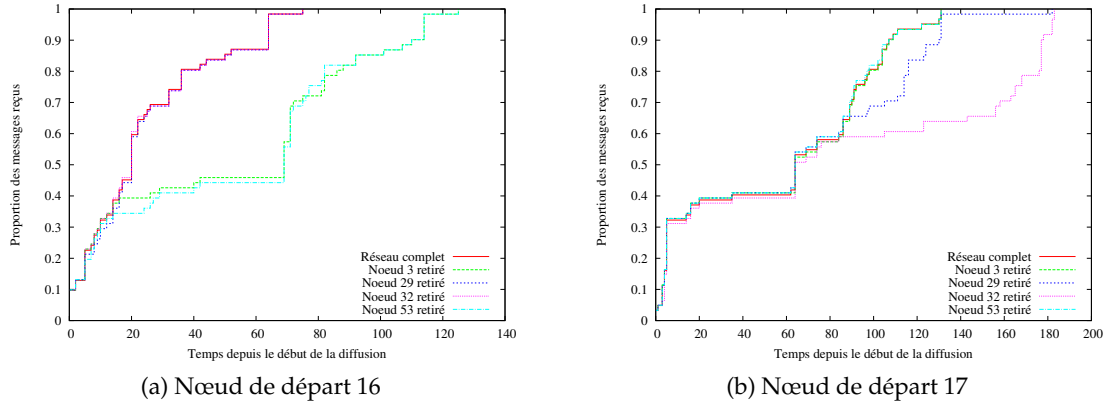 Proportion des messages reçus
1
0.9
0.8
0.7
0.6
0.5
0.4
0.3
0.2
0.1
0
Réseau complet
Noeud 3 retiré
Noeud 29 retiré
Noeud 32 retiré
Noeud 53 retiré
0 20 40 60 80 100 120 140
Temps depuis le début de la diffusion
(a) Nœud de départ 16
Proportion des messages reçus
1
0.9
0.8
0.7
0.6
0.5
0.4
0.3
0.2
0.1
0
Réseau complet
Noeud 3 retiré
Noeud 29 retiré
Noeud 32 retiré
Noeud 53 retiré
0 20 40 60 80 100 120 140 160 180 200
Temps depuis le début de la diffusion
(b) Nœud de départ 17